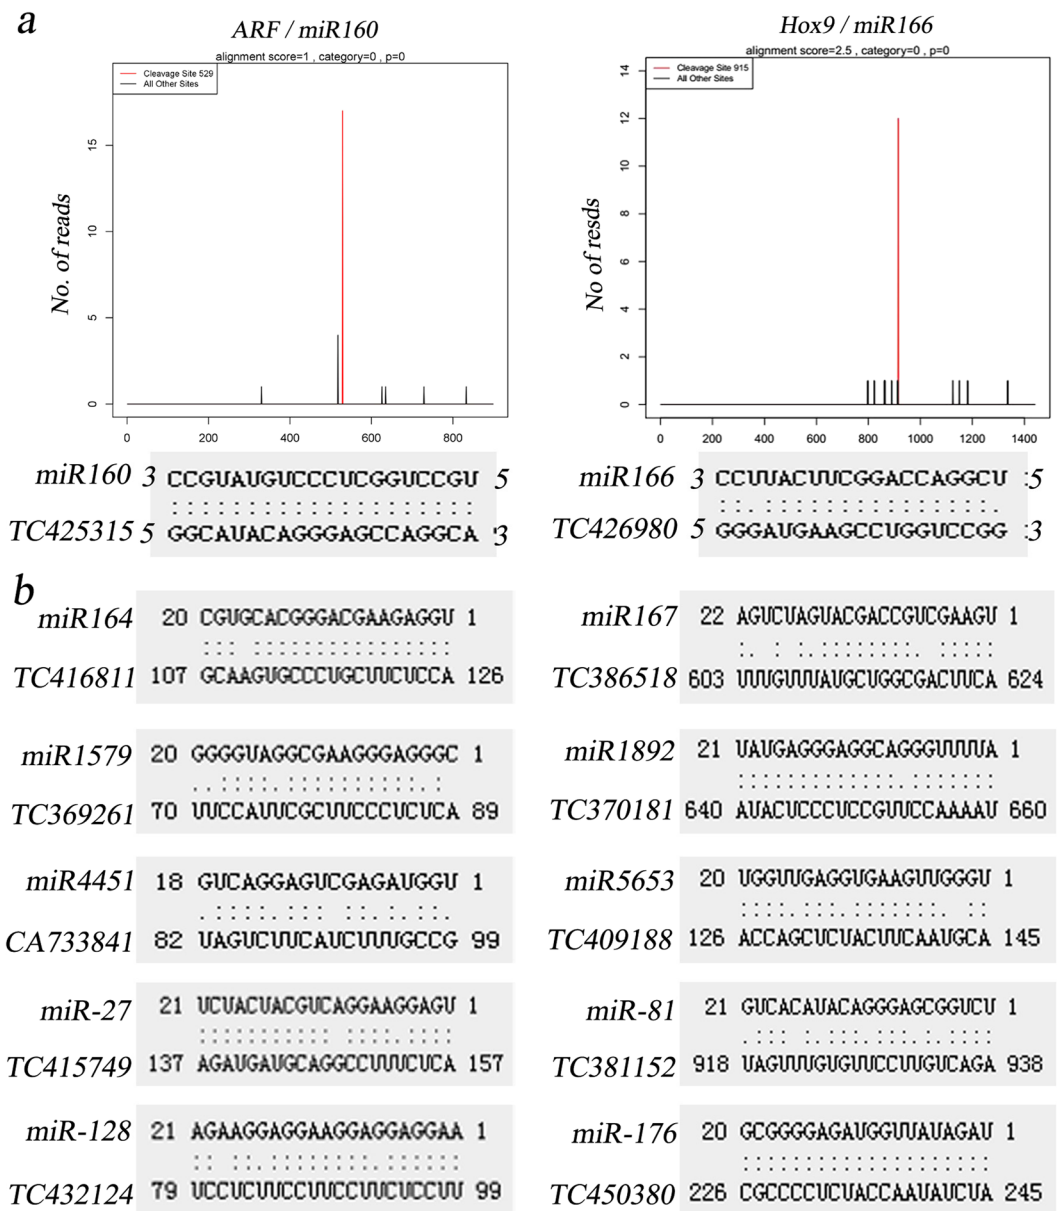 a
ARF / miR160
alignment score=1 , category=0 , p=0
Cleavage Site 529
All Other Sites
No. of reads
0 5 10 15
0 200 400 600 800
miR160 3 CCGUAUGUCCCUCGGUCCGU 5
TC425315 5 GGCAUACAGGGAGCCAGGCA 3
Hox9 / miR166
alignment score=2.5 , category=0 , p=0
Cleavage Site 915
All Other Sites
No of resds
0 2 4 6 8 10 12 14
0 200 400 600 800 1000 1200 1400
miR166 3 CCUUACUUCGGACCAGGCU 5
TC426980 5 GGGAUGAAGCCUGGUCCGG 3
b
miR164 20 CGUGCACGGGACGAAGAGGU 1
TC416811 107 GCAAGUGCCCUGCUUCUCCA 126
miR167 22 AGUCUAGUACGACCGUCGAAGU 1
TC386518 603 UUUGUUUAUGCUGGCGACUUCA 624
miR1579 20 GGGGUAGGCGAAGGGAGGGC 1
TC369261 70 UUCCAUUCGCUUCCCUCUCA 89
miR1892 21 UAUGAGGGAGGCAGGGUUUUA 1
TC370181 640 AUACUCCCUCCGUUCCAAAAU 660
miR4451 18 GUCAGGAGUCGAGAUGGU 1
CA733841 82 UAGUCUUCAUCUUUGCCG 99
miR5653 20 UGGUUGAGGUGAAGUUGGGU 1
TC409188 126 ACCAGCUCUACUUCAAUGCA 145
miR-27 21 UCUACUACGUCAGGAAGGAGU 1
TC415749 137 AGAUGAUGCAGGCCUUUCUCA 157
miR-81 21 GUCACAUACAGGGAGCGGUCU 1
TC381152 918 UAGUUUGUGUUCCUUGUCAGA 938
miR-128 21 AGAAGGAGGAAGGAGGAGGAA 1
TC432124 79 UCCUCUUCCUUCCUUCUCCUU 99
miR-176 20 GCGGGGAGAUGGUUAUAGAU 1
TC450380 226 CGCCCCUCUACCAAUAUCUA 245